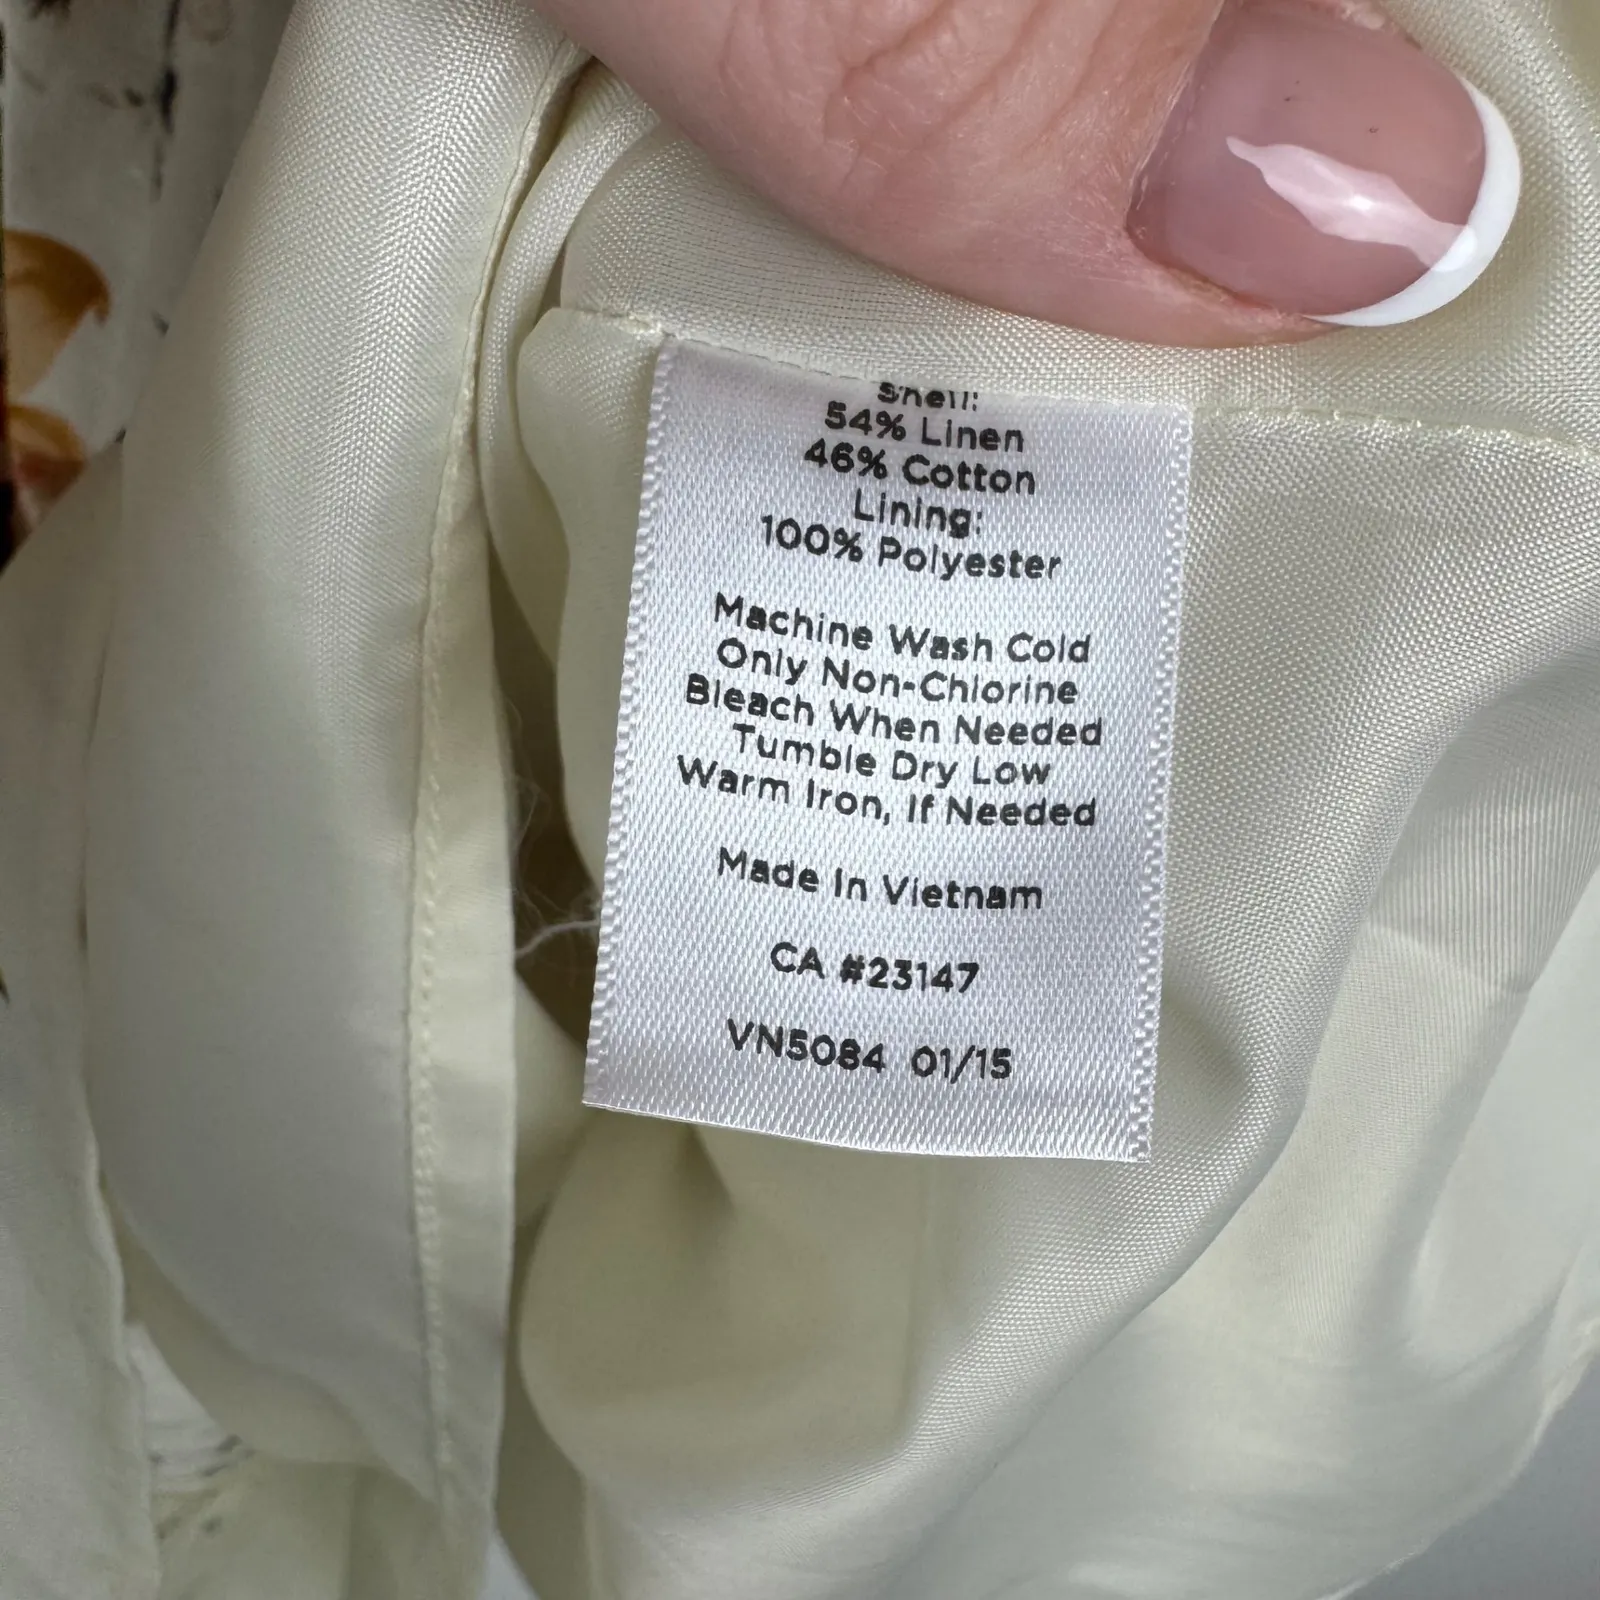 Shell:
54% Linen
46% Cotton
Lining:
100% Polyester
Machine Wash Cold
Only Non-Chlorine
Bleach When Needed
Tumble Dry Low
Warm Iron, If Needed
Made In Vietnam
CA #23147
VN5084 01/15